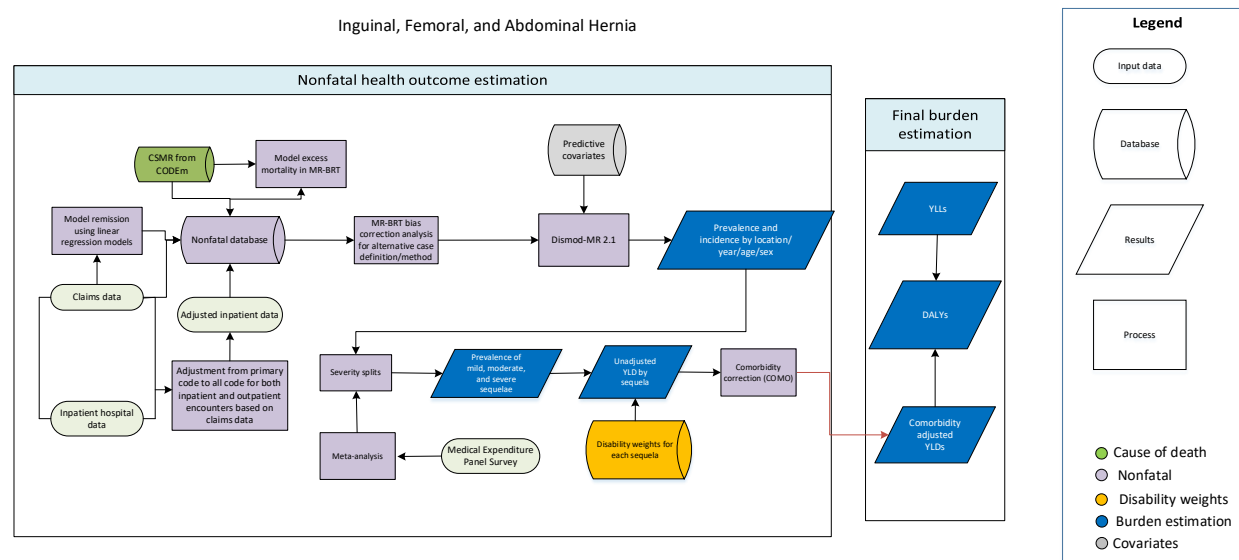 Inguinal, Femoral, and Abdominal Hernia
Nonfatal health outcome estimation
CSMR from
CODEm
Model excess
mortality in MR-BRT
Predictive
covariates
Model remission
using linear
regression models
Nonfatal database
MR-BRT bias
correction analysis
for alternative case
definition/method
Dismod-MR 2.1
Prevalence and
incidence by location/
year/age/sex
Claims data
Adjusted inpatient data
Adjustment from primary
code to all code for both
inpatient and outpatient
encounters based on
claims data
Inpatient hospital
data
Severity splits
Prevalence of
mild, moderate,
and severe
sequelae
Unadjusted
YLD by
sequela
Comorbidity
correction (COMO)
Meta-analysis
Medical Expenditure
Panel Survey
Disability weights for
each sequela
Final burden
estimation
YLLs
DALYs
Comorbidity
adjusted
YLDs
Legend
Input data
Database
Results
Process
Cause of death
Nonfatal
Disability weights
Burden estimation
Covariates